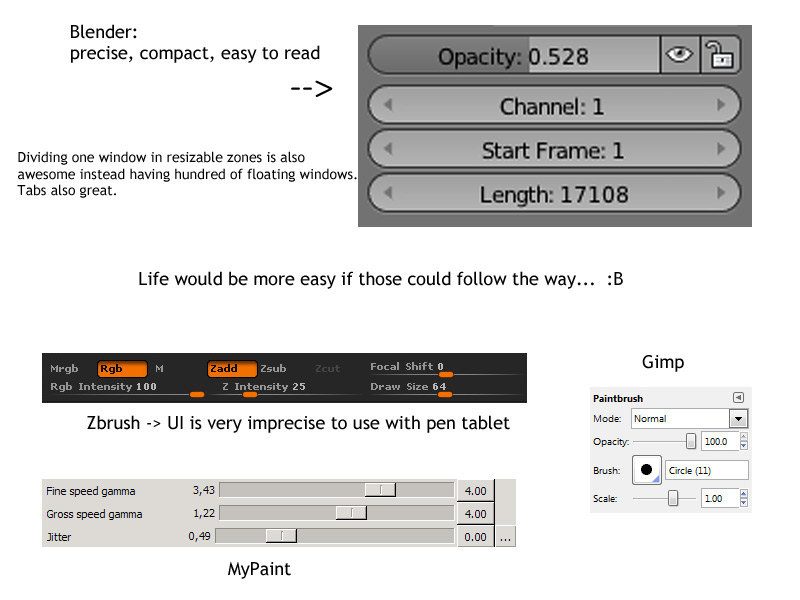 Blender:
precise, compact, easy to read
-->
Opacity: 0.528
Channel: 1
Start Frame: 1
Length: 17108
Dividing one window in resizable zones is also
awesome instead having hundred of floating windows.
Tabs also great.
Life would be more easy if those could follow the way... :B
Mrgb Rgb M Zadd Zsub Zcut Focal Shift 0
Rgb Intensity 100 Z Intensity 25 Draw Size 64
Zbrush -> UI is very imprecise to use with pen tablet
Gimp
Paintbrush
Mode: Normal
Opacity: 100.0
Brush: Circle (11)
Scale: 1.00
Fine speed gamma 3,43 4.00
Gross speed gamma 1,22 4.00
Jitter 0,49 0.00 ...
MyPaint